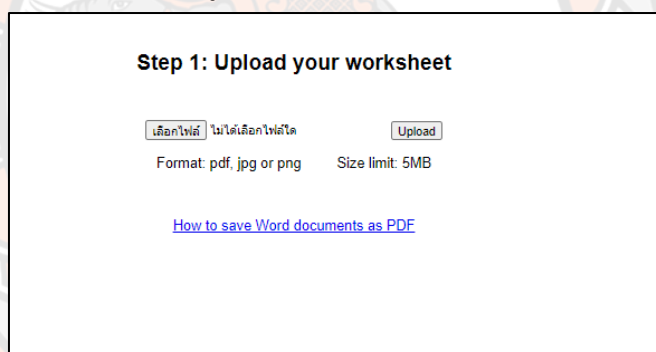 Step 1: Upload your worksheet
เลือกไฟล์ ไม่ได้เลือกไฟล์ใด Upload
Format: pdf, jpg or png Size limit: 5MB
How to save Word documents as PDF